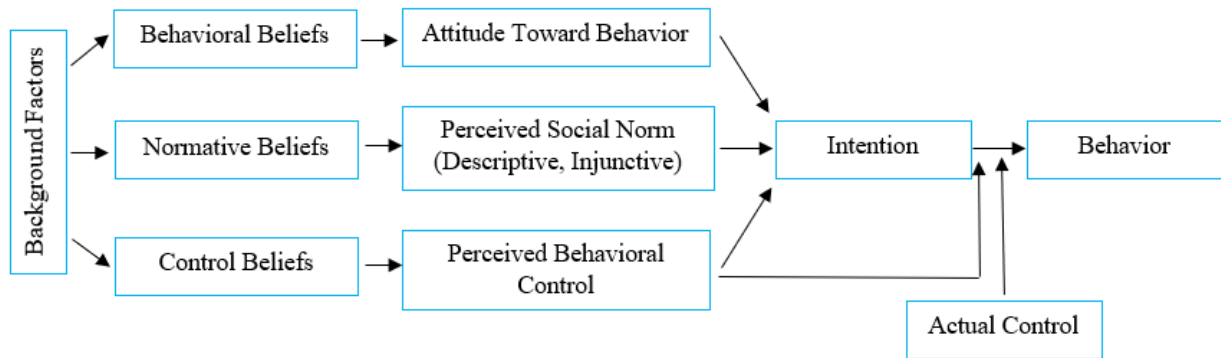 Background Factors
Behavioral Beliefs
Attitude Toward Behavior
Normative Beliefs
Perceived Social Norm
(Descriptive, Injunctive)
Intention
Behavior
Control Beliefs
Perceived Behavioral
Control
Actual Control